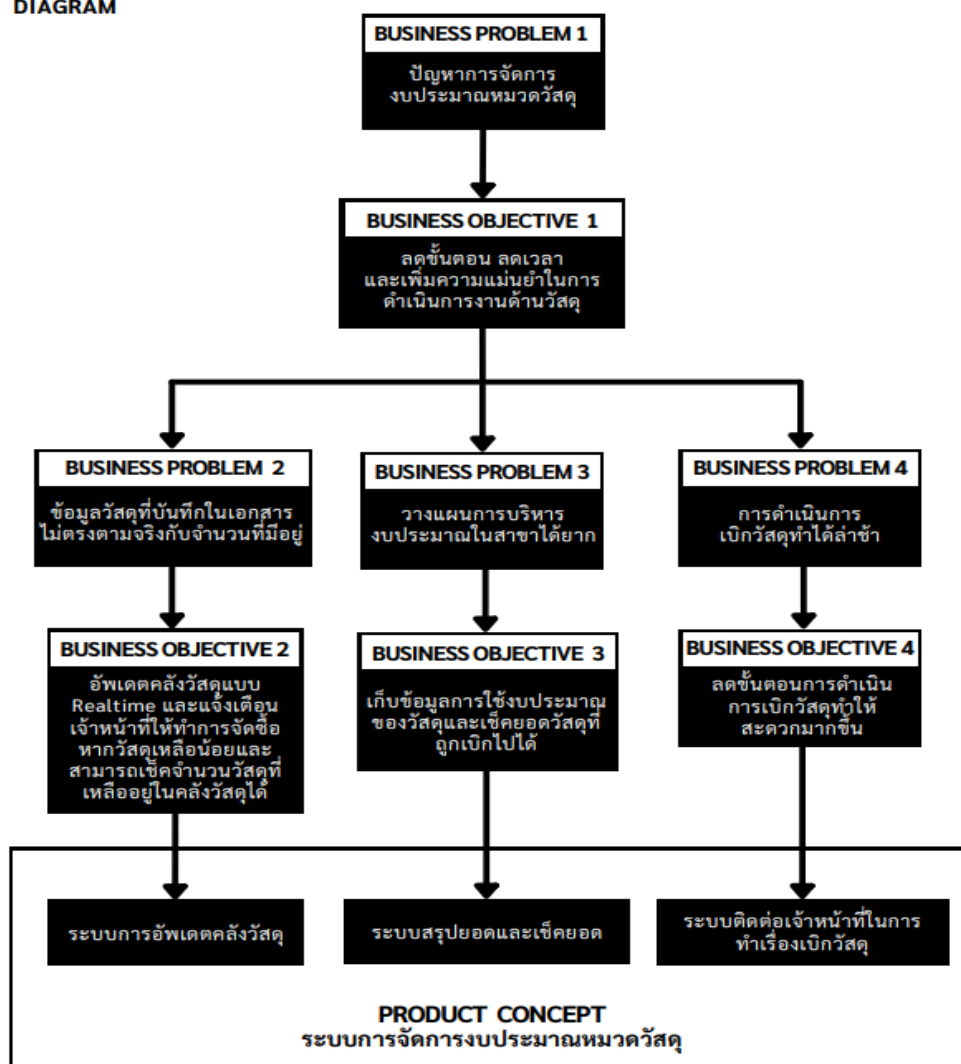 DIAGRAM
BUSINESS PROBLEM 1
ปัญหาการจัดการ
งบประมาณหมวดวัสดุ
BUSINESS OBJECTIVE 1
ลดขั้นตอน ลดเวลา
และเพิ่มความแม่นยำในการ
ดำเนินการงานด้านวัสดุ
BUSINESS PROBLEM 2
ข้อมูลวัสดุที่บันทึกในเอกสาร
ไม่ตรงตามจริงกับจำนวนที่มีอยู่
BUSINESS PROBLEM 3
วางแผนการบริหาร
งบประมาณในสาขาได้ยาก
BUSINESS PROBLEM 4
การดำเนินการ
เบิกวัสดุทำได้ล่าช้า
BUSINESS OBJECTIVE 2
อัพเดตคลังวัสดุแบบ
Realtime และแจ้งเตือน
เจ้าหน้าที่ให้ทำการจัดซื้อ
หากวัสดุเหลือน้อยและ
สามารถเช็คจำนวนวัสดุที่
เหลืออยู่ในคลังวัสดุได้
BUSINESS OBJECTIVE 3
เก็บข้อมูลการใช้งบประมาณ
ของวัสดุและเช็คยอดวัสดุที่
ถูกเบิกไปได้
BUSINESS OBJECTIVE 4
ลดขั้นตอนการดำเนิน
การเบิกวัสดุทำให้
สะดวกมากขึ้น
ระบบการอัพเดตคลังวัสดุ
ระบบสรุปยอดและเช็คยอด
ระบบติดต่อเจ้าหน้าที่ในการ
ทำเรื่องเบิกวัสดุ
PRODUCT CONCEPT
ระบบการจัดการงบประมาณหมวดวัสดุ